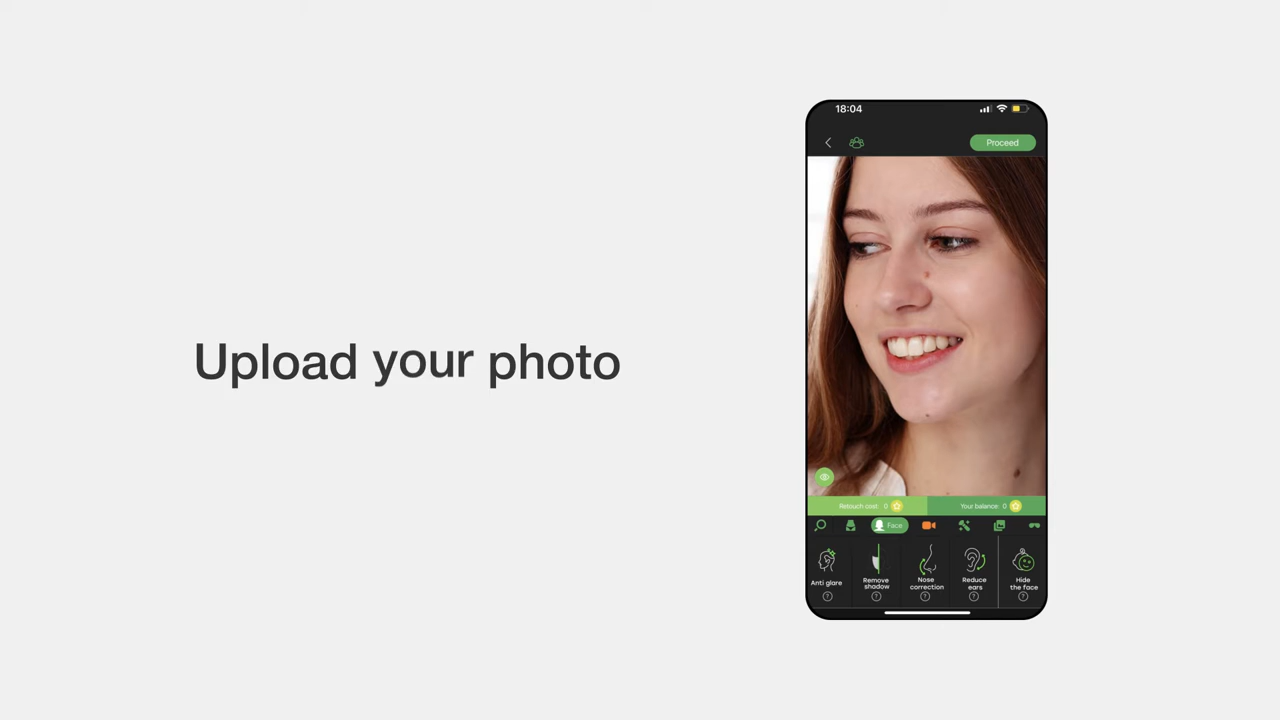 Upload your photo
18:04
Proceed
Retouch cost: 0
Your balance: 0
Face
Anti glare
Remove
shadow
Nose
correction
Reduce
ears
Hide
the face
?
?
?
?
?